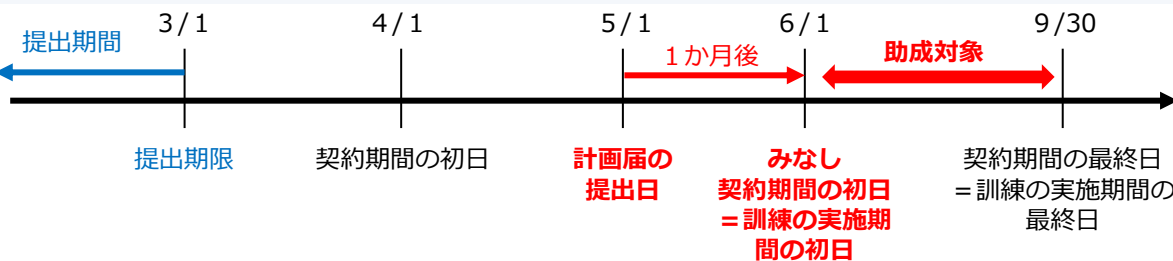 3/1
4/1
5/1
6/1
9/30
提出期間
１か月後
助成対象
提出期限
契約期間の初日
計画届の
提出日
みなし
契約期間の初日
＝訓練の実施期
間の初日
契約期間の最終日
＝訓練の実施期間の
最終日